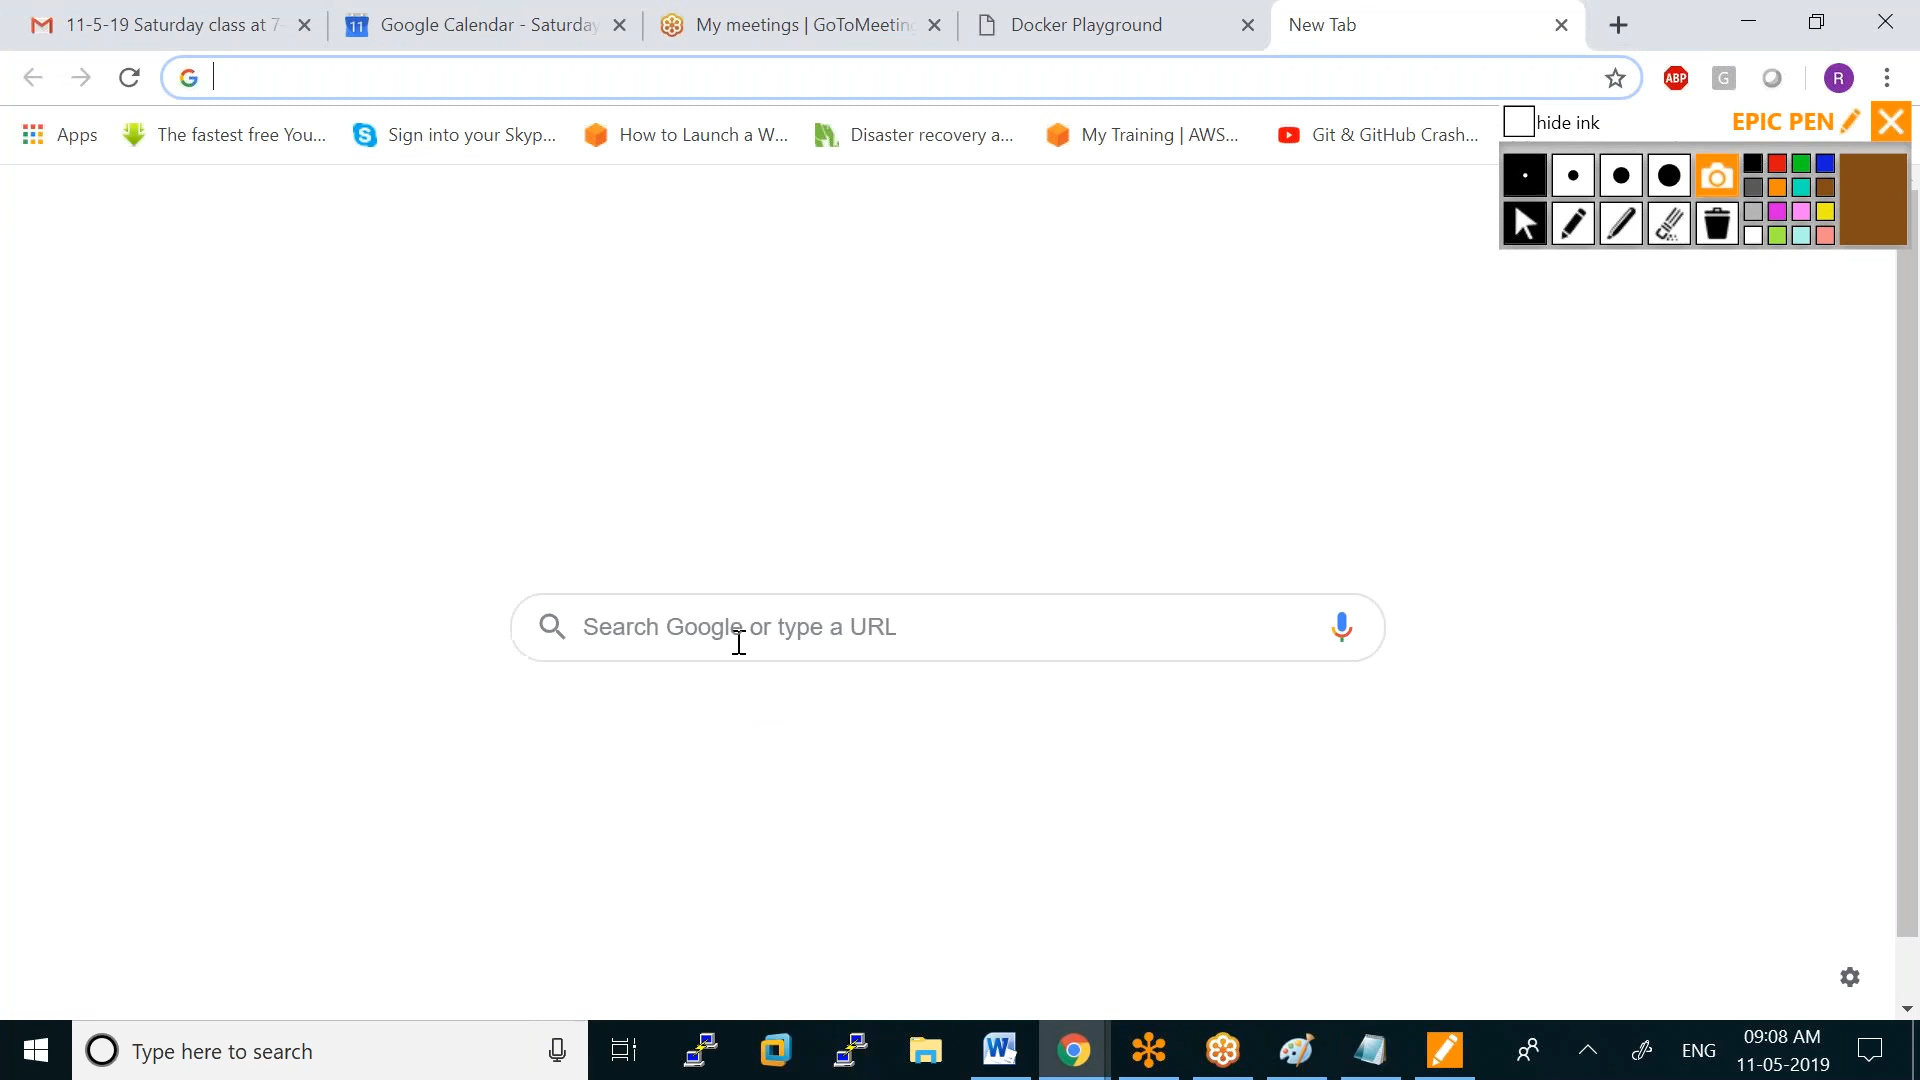 11-5-19 Saturday class at 7-
Google Calendar - Saturday
11
My meetings | GoToMeeting
Docker Playground
New Tab
ABP
G
R
Apps
The fastest free You...
Sign into your Skyp...
How to Launch a W...
Disaster recovery a...
My Training | AWS...
Git & GitHub Crash...
hide ink
EPIC PEN
Search Google or type a URL
Type here to search
W
ENG
09:08 AM
11-05-2019